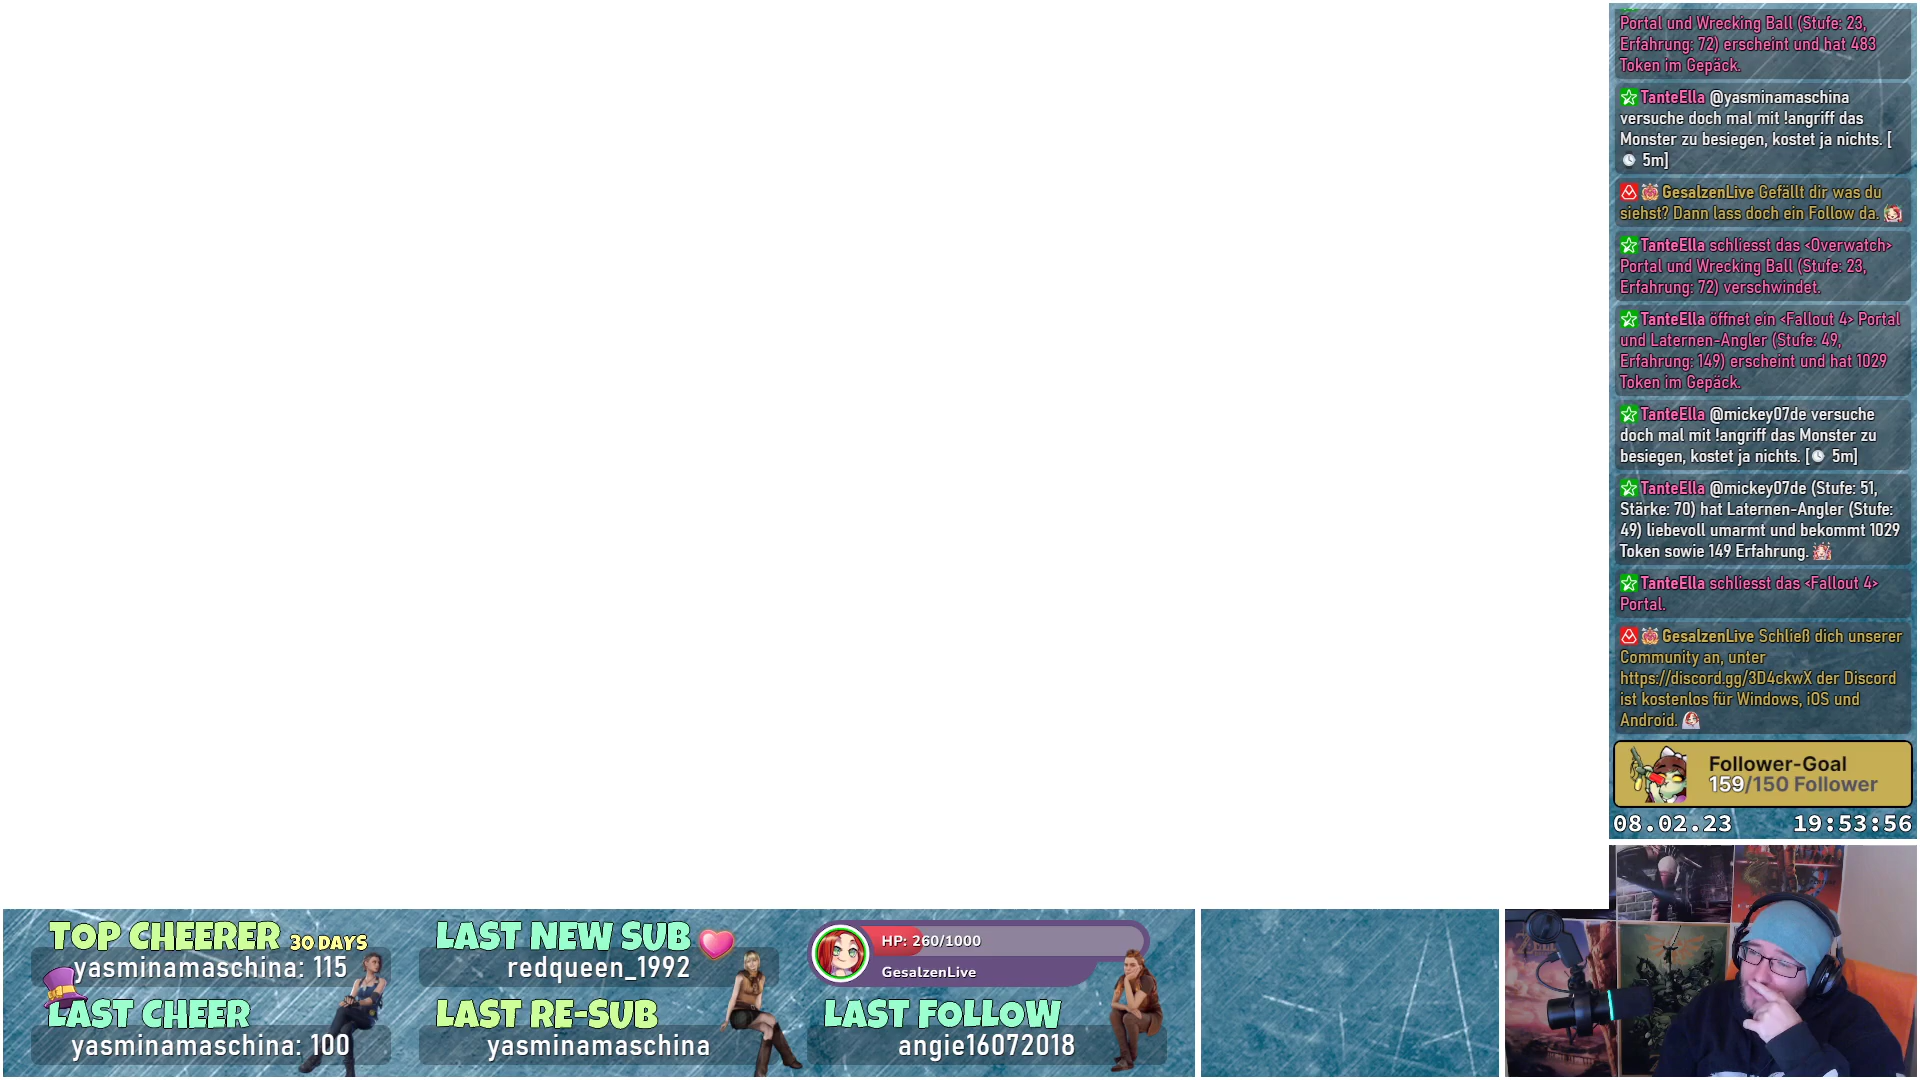 Portal und Wrecking Ball (Stufe: 23,
Erfahrung: 72) erscheint und hat 483
Token im Gepäck.
TanteElla @yasminamaschina
versuche doch mal mit !angriff das
Monster zu besiegen, kostet ja nichts. [
5m]
GesalzenLive Gefällt dir was du
siehst? Dann lass doch ein Follow da.
TanteElla schliesst das <Overwatch>
Portal und Wrecking Ball (Stufe: 23,
Erfahrung: 72) verschwindet.
TanteElla öffnet ein <Fallout 4> Portal
und Laternen-Angler (Stufe: 49,
Erfahrung: 149) erscheint und hat 1029
Token im Gepäck.
TanteElla @mickey07de versuche
doch mal mit !angriff das Monster zu
besiegen, kostet ja nichts. [ 5m]
TanteElla @mickey07de (Stufe: 51,
Stärke: 70) hat Laternen-Angler (Stufe:
49) liebevoll umarmt und bekommt 1029
Token sowie 149 Erfahrung.
TanteElla schliesst das <Fallout 4>
Portal.
GesalzenLive Schließ dich unserer
Community an, unter
https://discord.gg/3D4ckwX der Discord
ist kostenlos für Windows, iOS und
Android.
Follower-Goal
159/150 Follower
08.02.23 19:53:56
TOP CHEERER 30 DAYS
yasminamaschina: 115
LAST CHEER
yasminamaschina: 100
LAST NEW SUB
redqueen_1992
LAST RE-SUB
yasminamaschina
HP: 260/1000
GesalzenLive
LAST FOLLOW
angie16072018